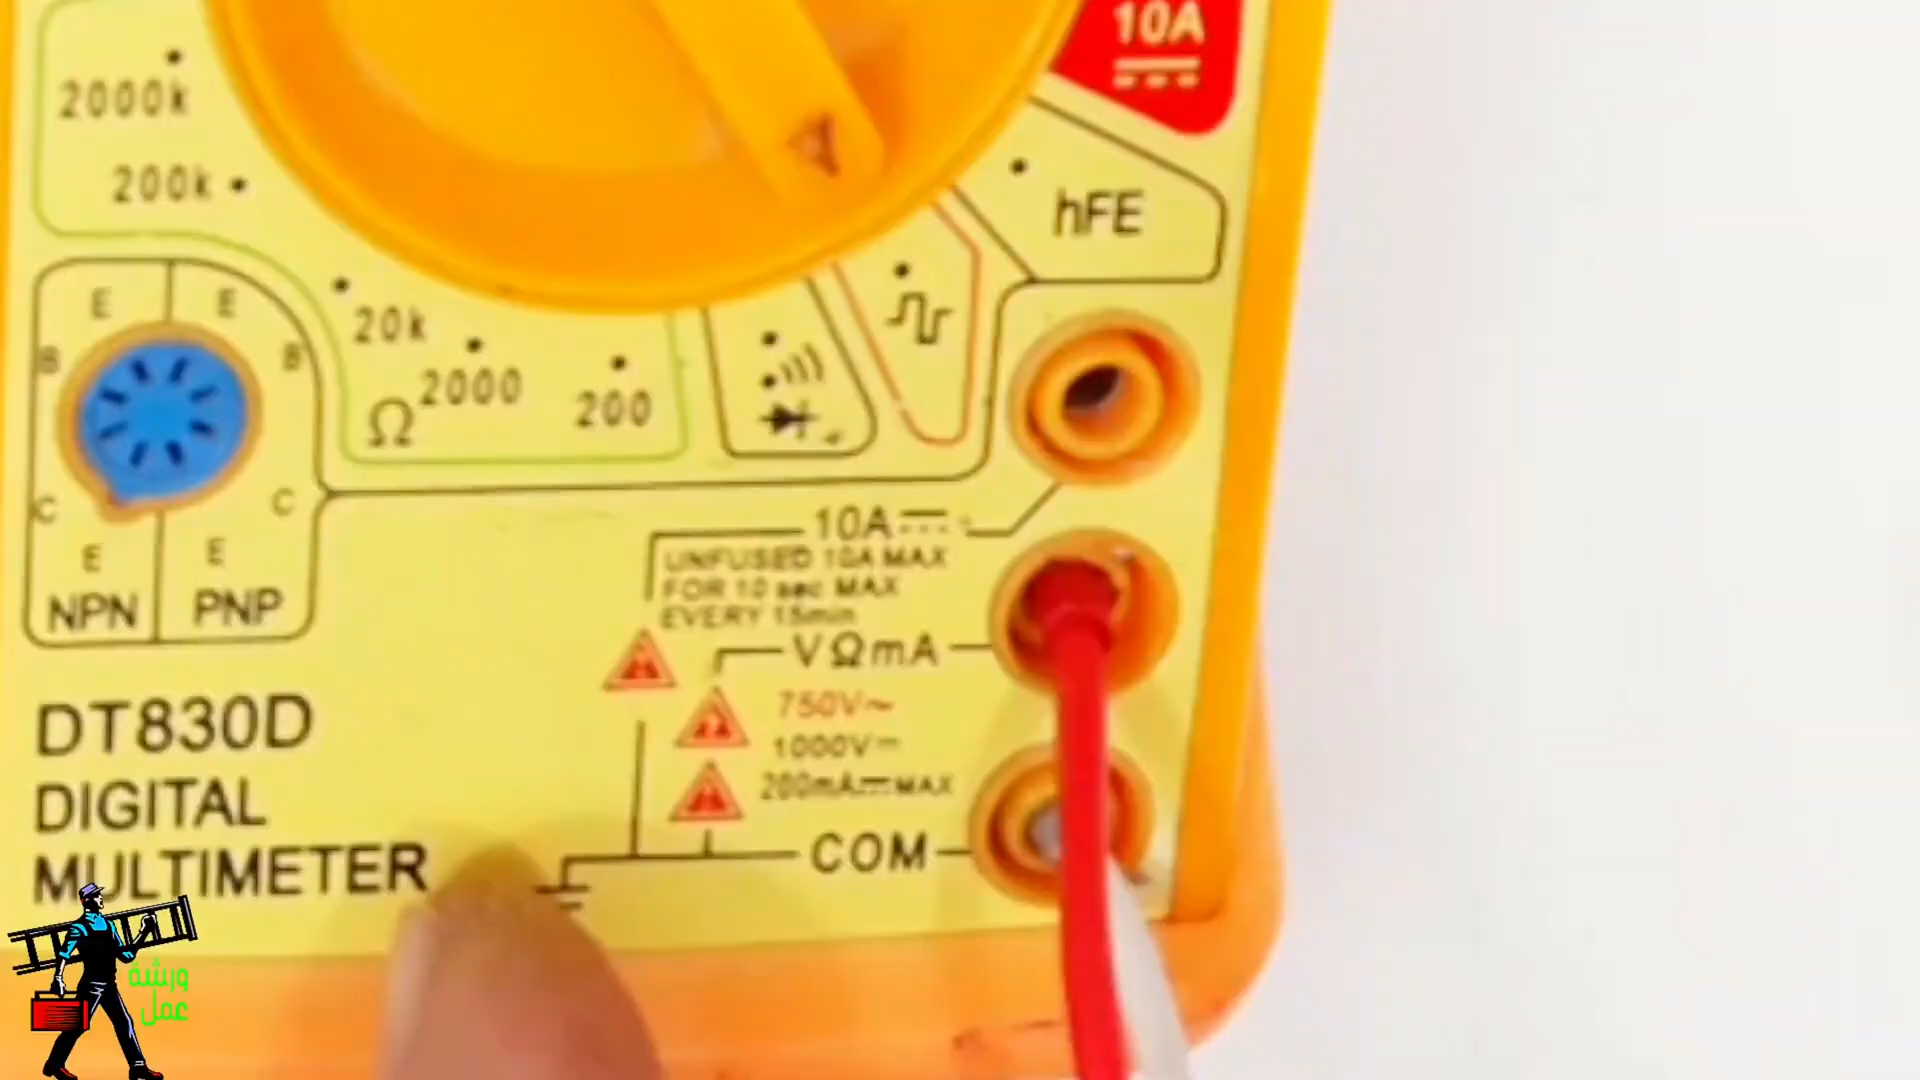 10A
2000k
200k
hFE
20k
2000
200
Ω
E E
B B
C C
E E
NPN PNP
10A
UNFUSED 10A MAX
FOR 10 sec MAX
EVERY 15min
VΩmA
750V~
1000V⎓
200mA⎓MAX
COM
DT830D
DIGITAL
MULTIMETER
ورشة
عمل